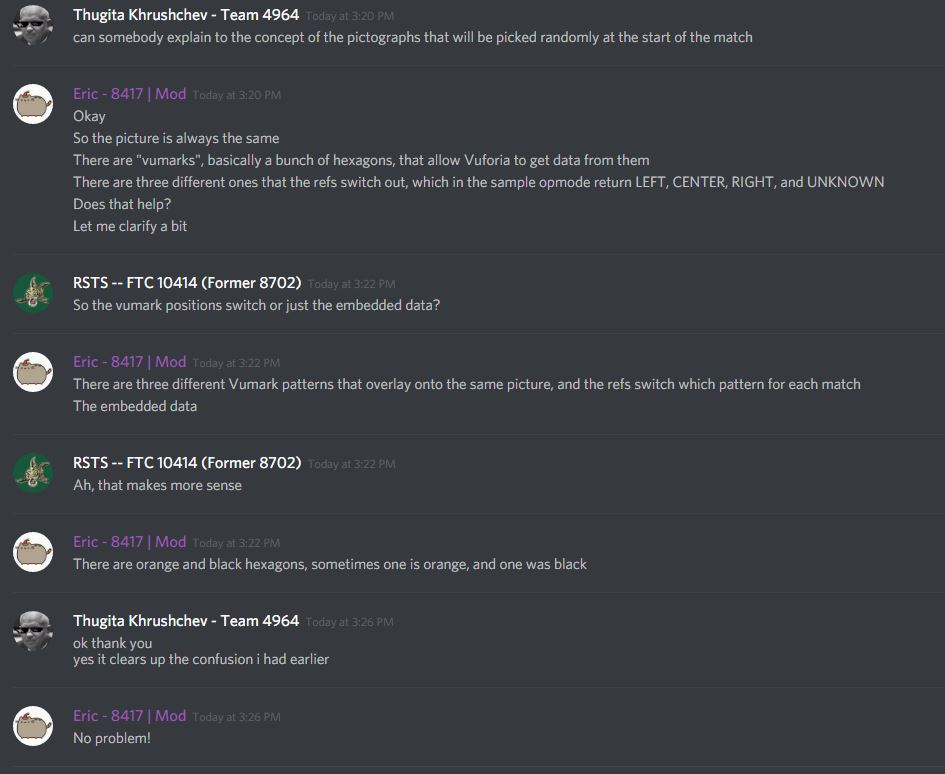 Thugita Khrushchev - Team 4964 Today at 3:20 PM
can somebody explain to the concept of the pictographs that will be picked randomly at the start of the match
Eric - 8417 | Mod Today at 3:20 PM
Okay
So the picture is always the same
There are "vumarks", basically a bunch of hexagons, that allow Vuforia to get data from them
There are three different ones that the refs switch out, which in the sample opmode return LEFT, CENTER, RIGHT, and UNKNOWN
Does that help?
Let me clarify a bit
RSTS -- FTC 10414 (Former 8702) Today at 3:22 PM
So the vumark positions switch or just the embedded data?
Eric - 8417 | Mod Today at 3:22 PM
There are three different Vumark patterns that overlay onto the same picture, and the refs switch which pattern for each match
The embedded data
RSTS -- FTC 10414 (Former 8702) Today at 3:22 PM
Ah, that makes more sense
Eric - 8417 | Mod Today at 3:22 PM
There are orange and black hexagons, sometimes one is orange, and one was black
Thugita Khrushchev - Team 4964 Today at 3:26 PM
ok thank you
yes it clears up the confusion i had earlier
Eric - 8417 | Mod Today at 3:26 PM
No problem!